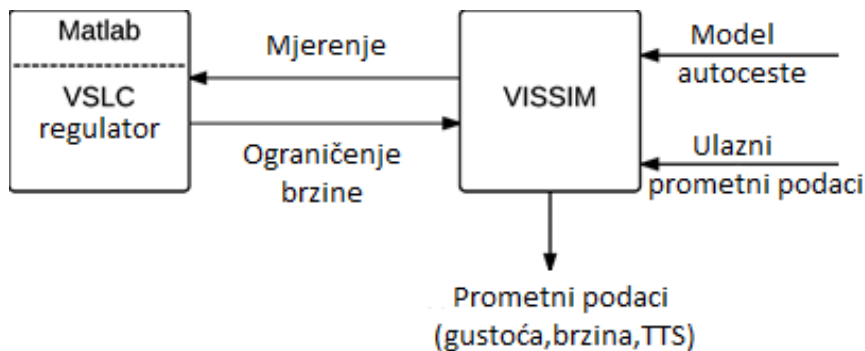 Matlab
VSLC
regulator
Mjerenje
Ograničenje
brzine
VISSIM
Model
autoceste
Ulazni
prometni podaci
Prometni podaci
(gustoća,brzina,TTS)